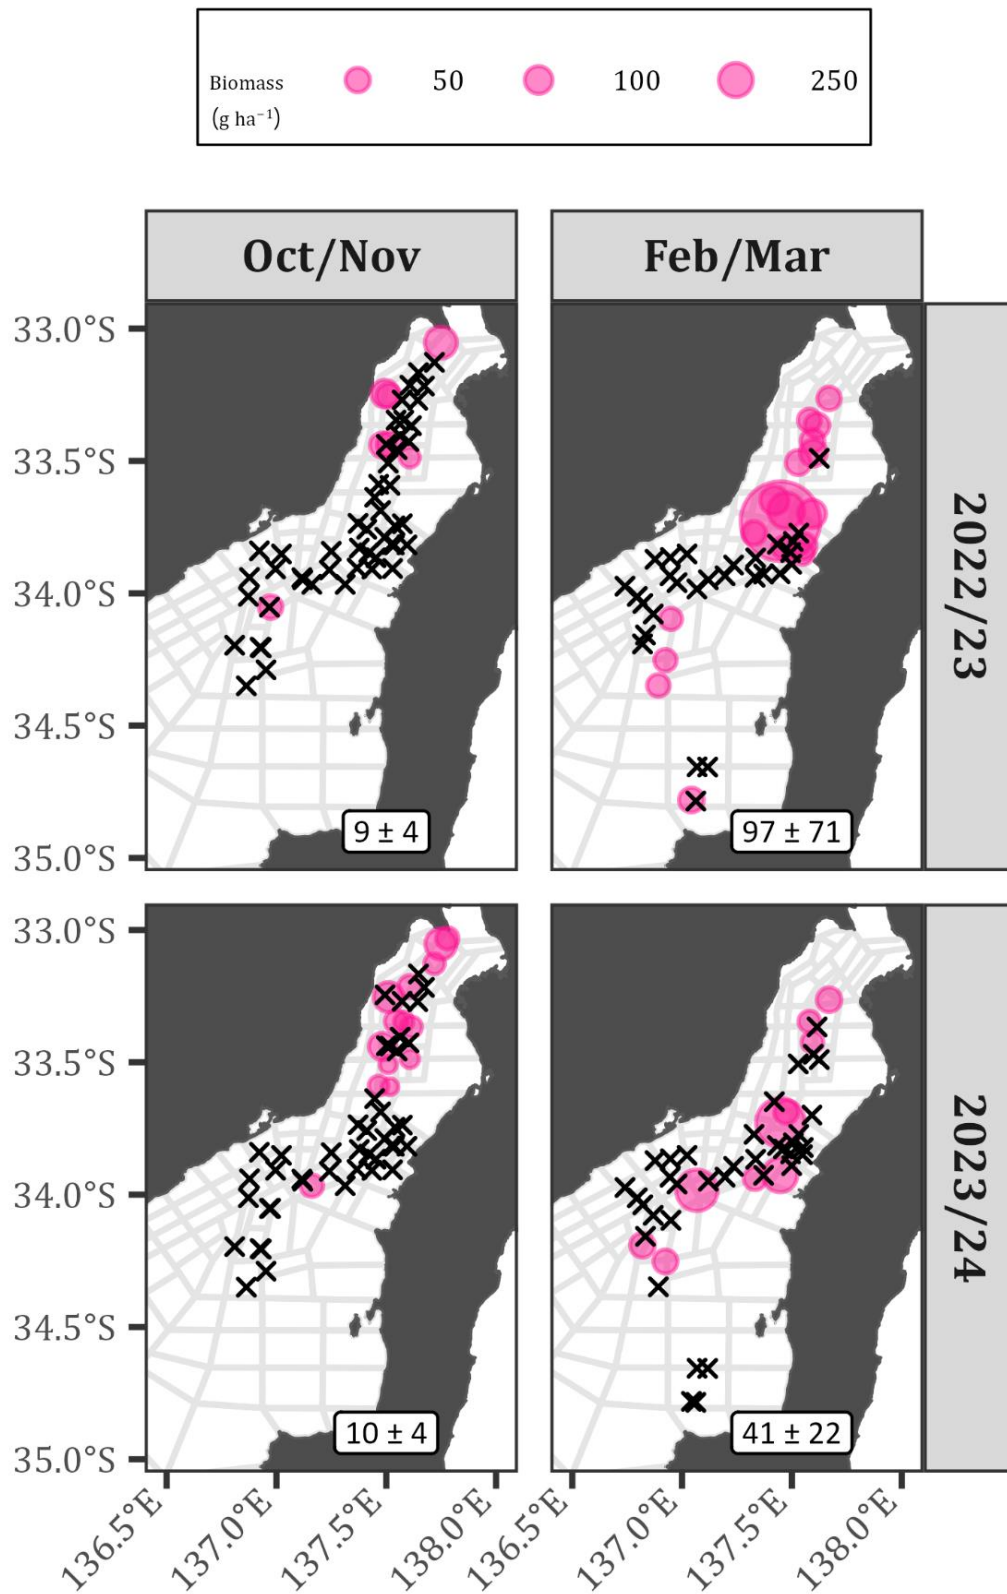 Biomass 50 100 250
(g ha⁻¹)
Oct/Nov Feb/Mar
33.0°S
33.5°S
34.0°S
34.5°S
35.0°S
9 ± 4
97 ± 71
2022/23
33.0°S
33.5°S
34.0°S
34.5°S
35.0°S
10 ± 4
41 ± 22
2023/24
136.5°E 137.0°E 137.5°E 138.0°E 136.5°E 137.0°E 137.5°E 138.0°E